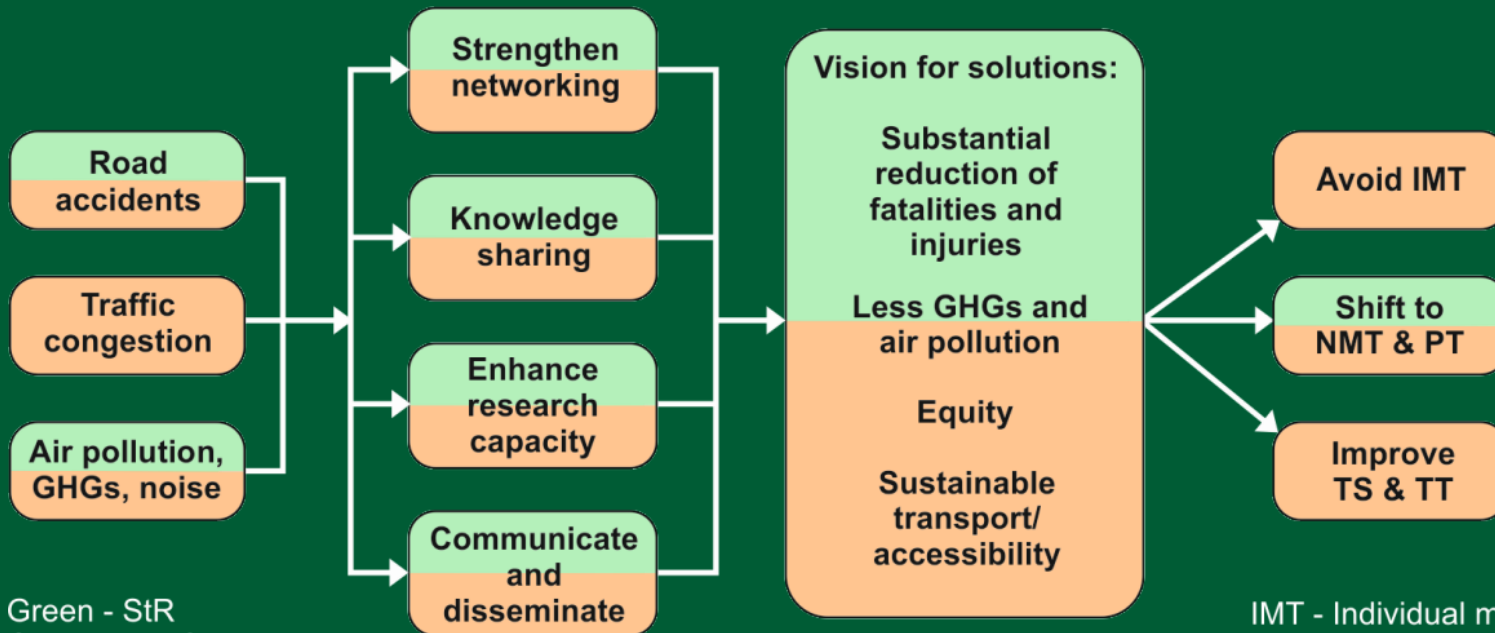 Road
accidents
Traffic
congestion
Air pollution,
GHGs, noise
Strengthen
networking
Knowledge
sharing
Enhance
research
capacity
Communicate
and
disseminate
Vision for solutions:
Substantial
reduction of
fatalities and
injuries
Less GHGs and
air pollution
Equity
Sustainable
transport/
accessibility
Avoid IMT
Shift to
NMT & PT
Improve
TS & TT
Green - StR
IMT - Individual m